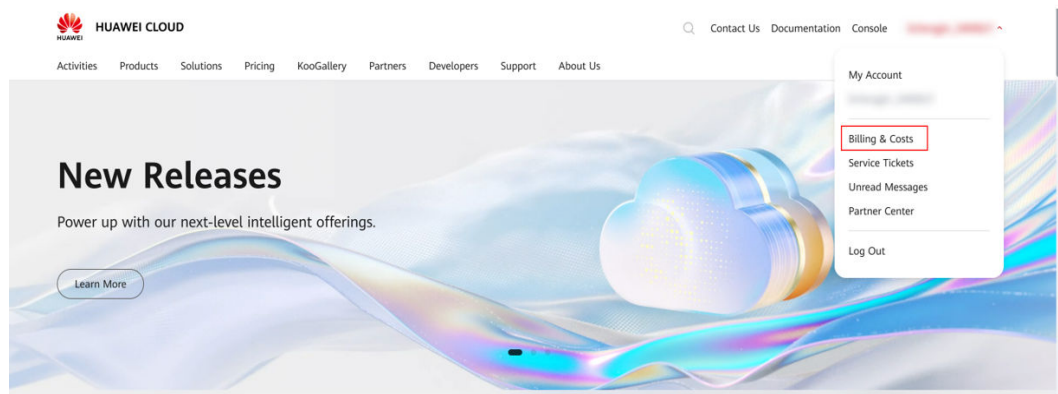 HUAWEI
HUAWEI CLOUD
Contact Us Documentation Console
Activities Products Solutions Pricing KooGallery Partners Developers Support About Us
My Account
Billing & Costs
Service Tickets
Unread Messages
Partner Center
Log Out
New Releases
Power up with our next-level intelligent offerings.
Learn More